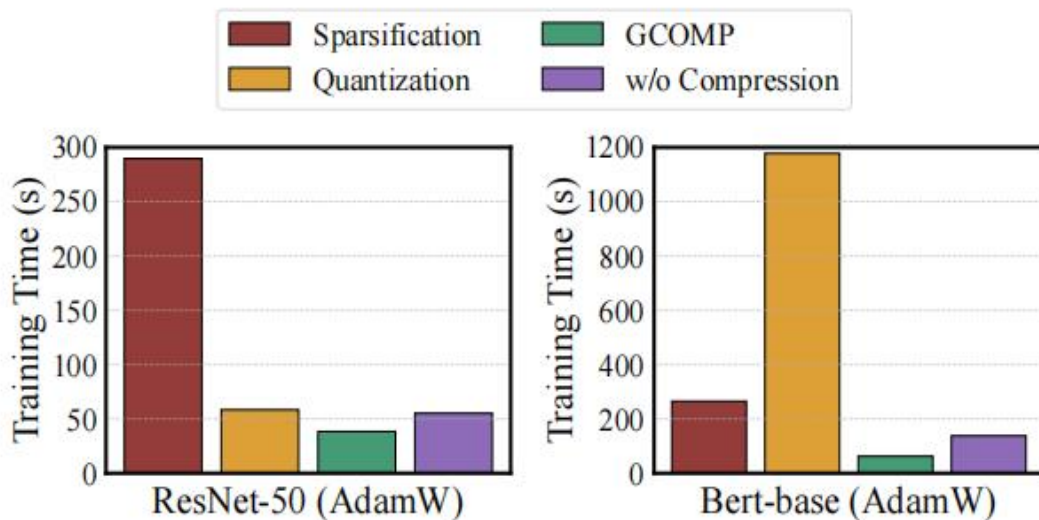 Sparsification
GCOMP
Quantization
w/o Compression
Training Time (s)
300
250
200
150
100
50
0
ResNet-50 (AdamW)
Training Time (s)
1200
1000
800
600
400
200
0
Bert-base (AdamW)